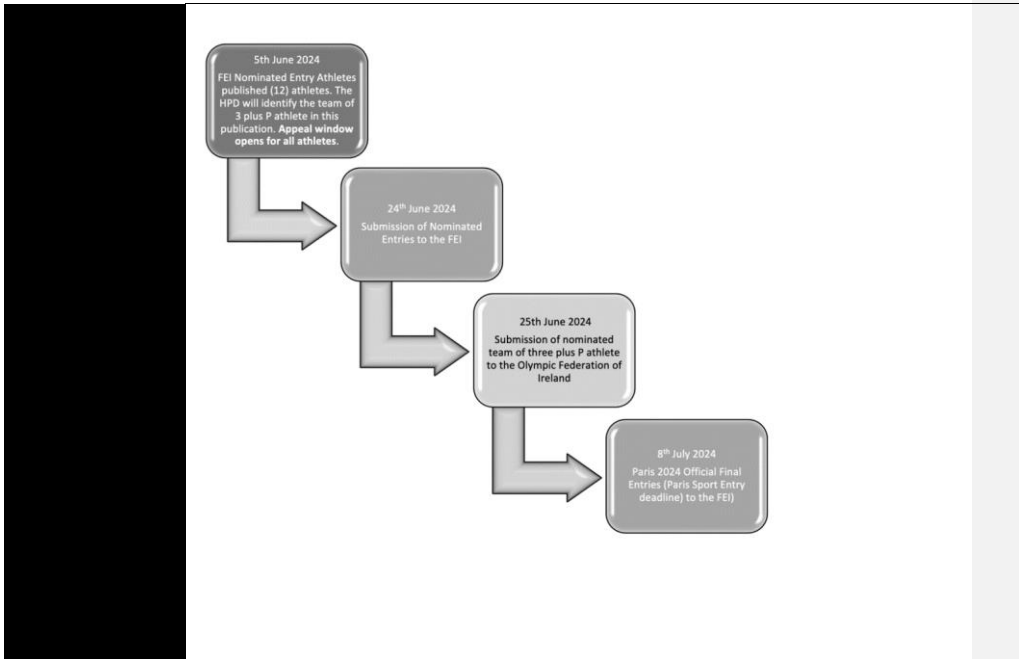 5th June 2024
FEI Nominated Entry Athletes
published (12) athletes. The
HPD will identify the team of
3 plus P athlete in this
publication. Appeal window
opens for all athletes.
24th June 2024
Submission of Nominated
Entries to the FEI
25th June 2024
Submission of nominated
team of three plus P athlete
to the Olympic Federation of
Ireland
8th July 2024
Paris 2024 Official Final
Entries (Paris Sport Entry
deadline) to the FEI)